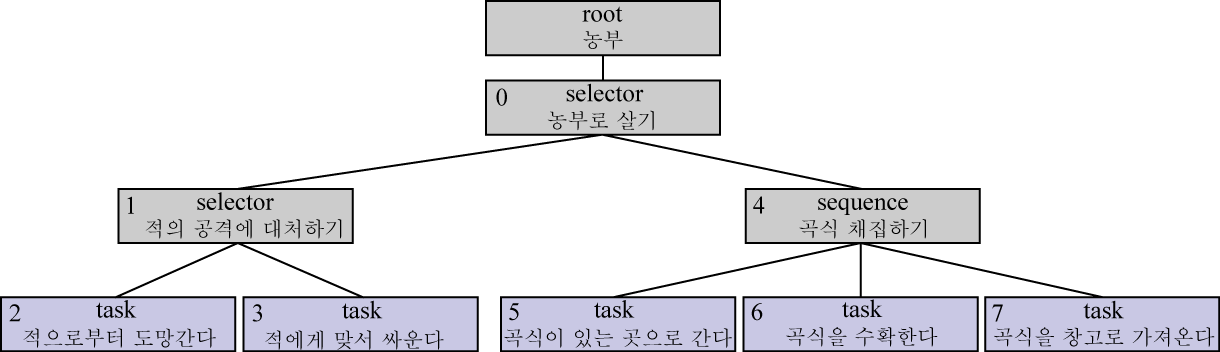 root
농부
0 selector
농부로 살기
1 selector
적의 공격에 대처하기
4 sequence
곡식 채집하기
2 task
적으로부터 도망간다
3 task
적에게 맞서 싸운다
5 task
곡식이 있는 곳으로 간다
6 task
곡식을 수확한다
7 task
곡식을 창고로 가져온다